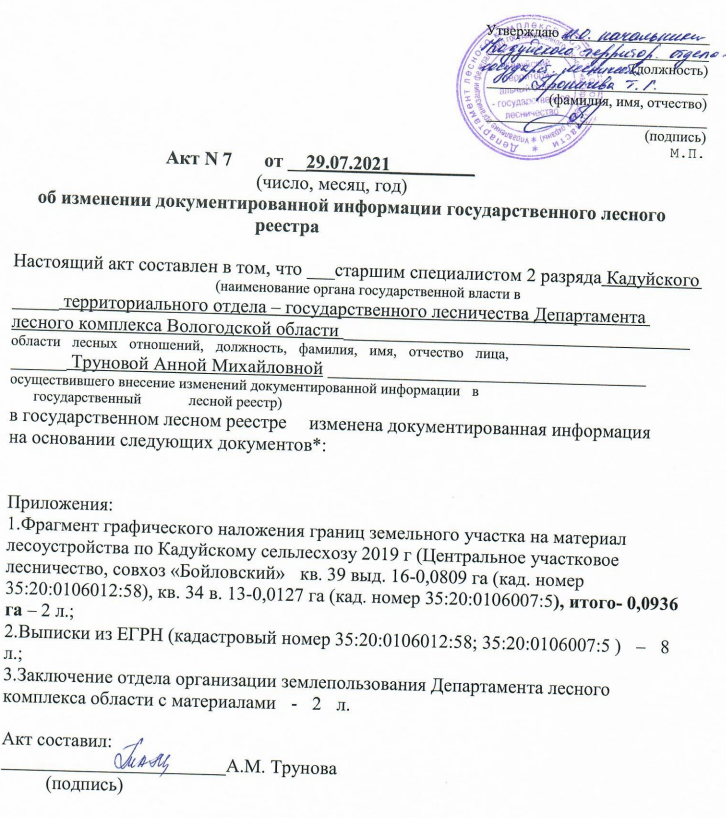 Утверждаю И.О. начальника
Кадуйского территор. отдела-
государ. лесничества (должность)
Т. Г.
(фамилия, имя, отчество)
(подпись)
М.П.
Акт N 7 от 29.07.2021
(число, месяц, год)
об изменении документированной информации государственного лесного
реестра
Настоящий акт составлен в том, что ___старшим специалистом 2 разряда Кадуйского
(наименование органа государственной власти в
территориального отдела – государственного лесничества Департамента
лесного комплекса Вологодской области
области лесных отношений, должность, фамилия, имя, отчество лица,
Труновой Анной Михайловной
осуществившего внесение изменений документированной информации в
государственный лесной реестр)
в государственном лесном реестре изменена документированная информация
на основании следующих документов*:
Приложения:
1.Фрагмент графического наложения границ земельного участка на материал
лесоустройства по Кадуйскому сельлесхозу 2019 г (Центральное участковое
лесничество, совхоз «Бойловский» кв. 39 выд. 16-0,0809 га (кад. номер
35:20:0106012:58), кв. 34 в. 13-0,0127 га (кад. номер 35:20:0106007:5), итого- 0,0936
га – 2 л.;
2.Выписки из ЕГРН (кадастровый номер 35:20:0106012:58; 35:20:0106007:5 ) – 8
л.;
3.Заключение отдела организации землепользования Департамента лесного
комплекса области с материалами - 2 л.
Акт составил:
А.М. Трунова
(подпись)